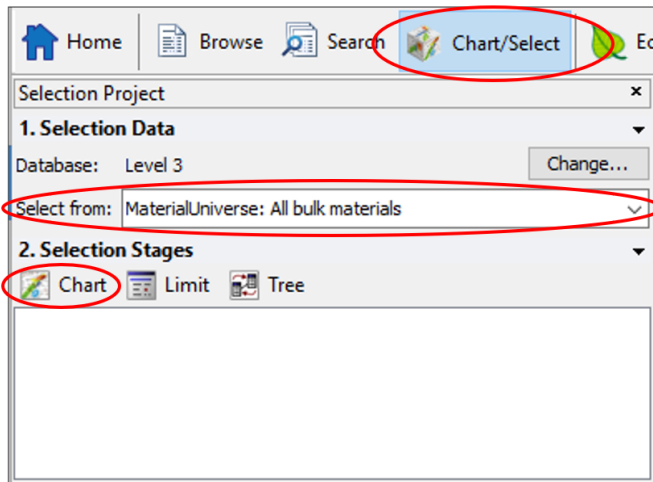 Home Browse Search Chart/Select Ec
Selection Project x
1. Selection Data
Database: Level 3 Change...
Select from: MaterialUniverse: All bulk materials
2. Selection Stages
Chart Limit Tree